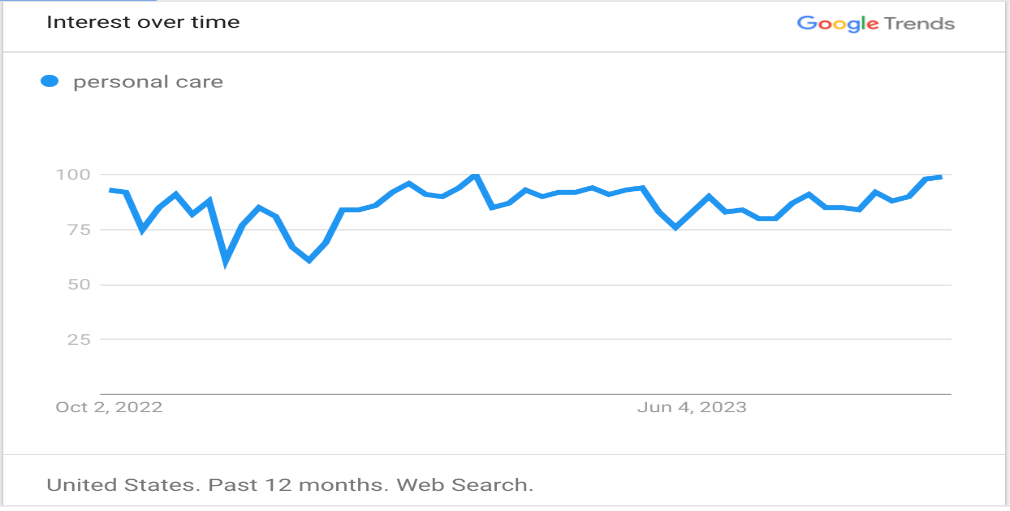 Interest over time
Google Trends
personal care
100
75
50
25
Oct 2, 2022
Jun 4, 2023
United States. Past 12 months. Web Search.